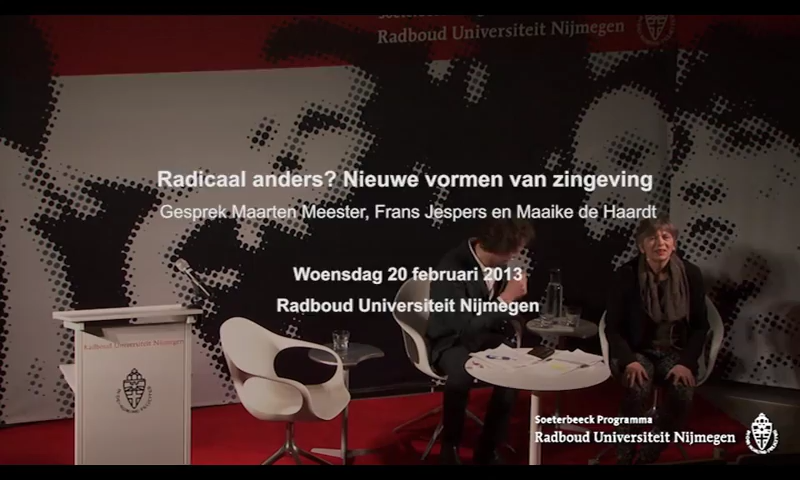 Soeterbeeck
Radboud Universiteit Nijmegen
Radicaal anders? Nieuwe vormen van zingeving
Gesprek Maarten Meester, Frans Jespers en Maaike de Haardt
Woensdag 20 februari 2013
Radboud Universiteit Nijmegen
Radboud Universiteit Nijmegen
Soeterbeeck Programma
Radboud Universiteit Nijmegen